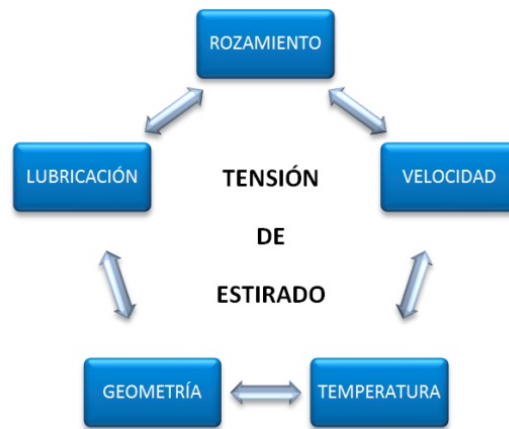 ROZAMIENTO
LUBRICACIÓN
TENSIÓN
DE
ESTIRADO
VELOCIDAD
GEOMETRÍA
TEMPERATURA